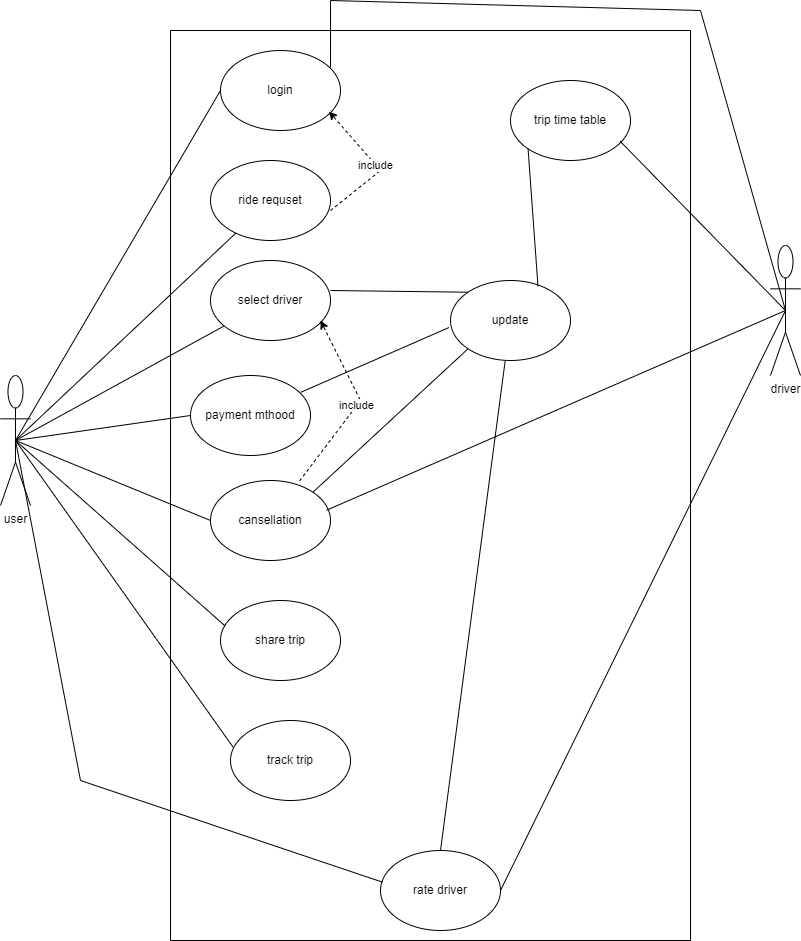 login
trip time table
include
ride requset
select driver
update
driver
payment mthood
include
user
cansellation
share trip
track trip
rate driver